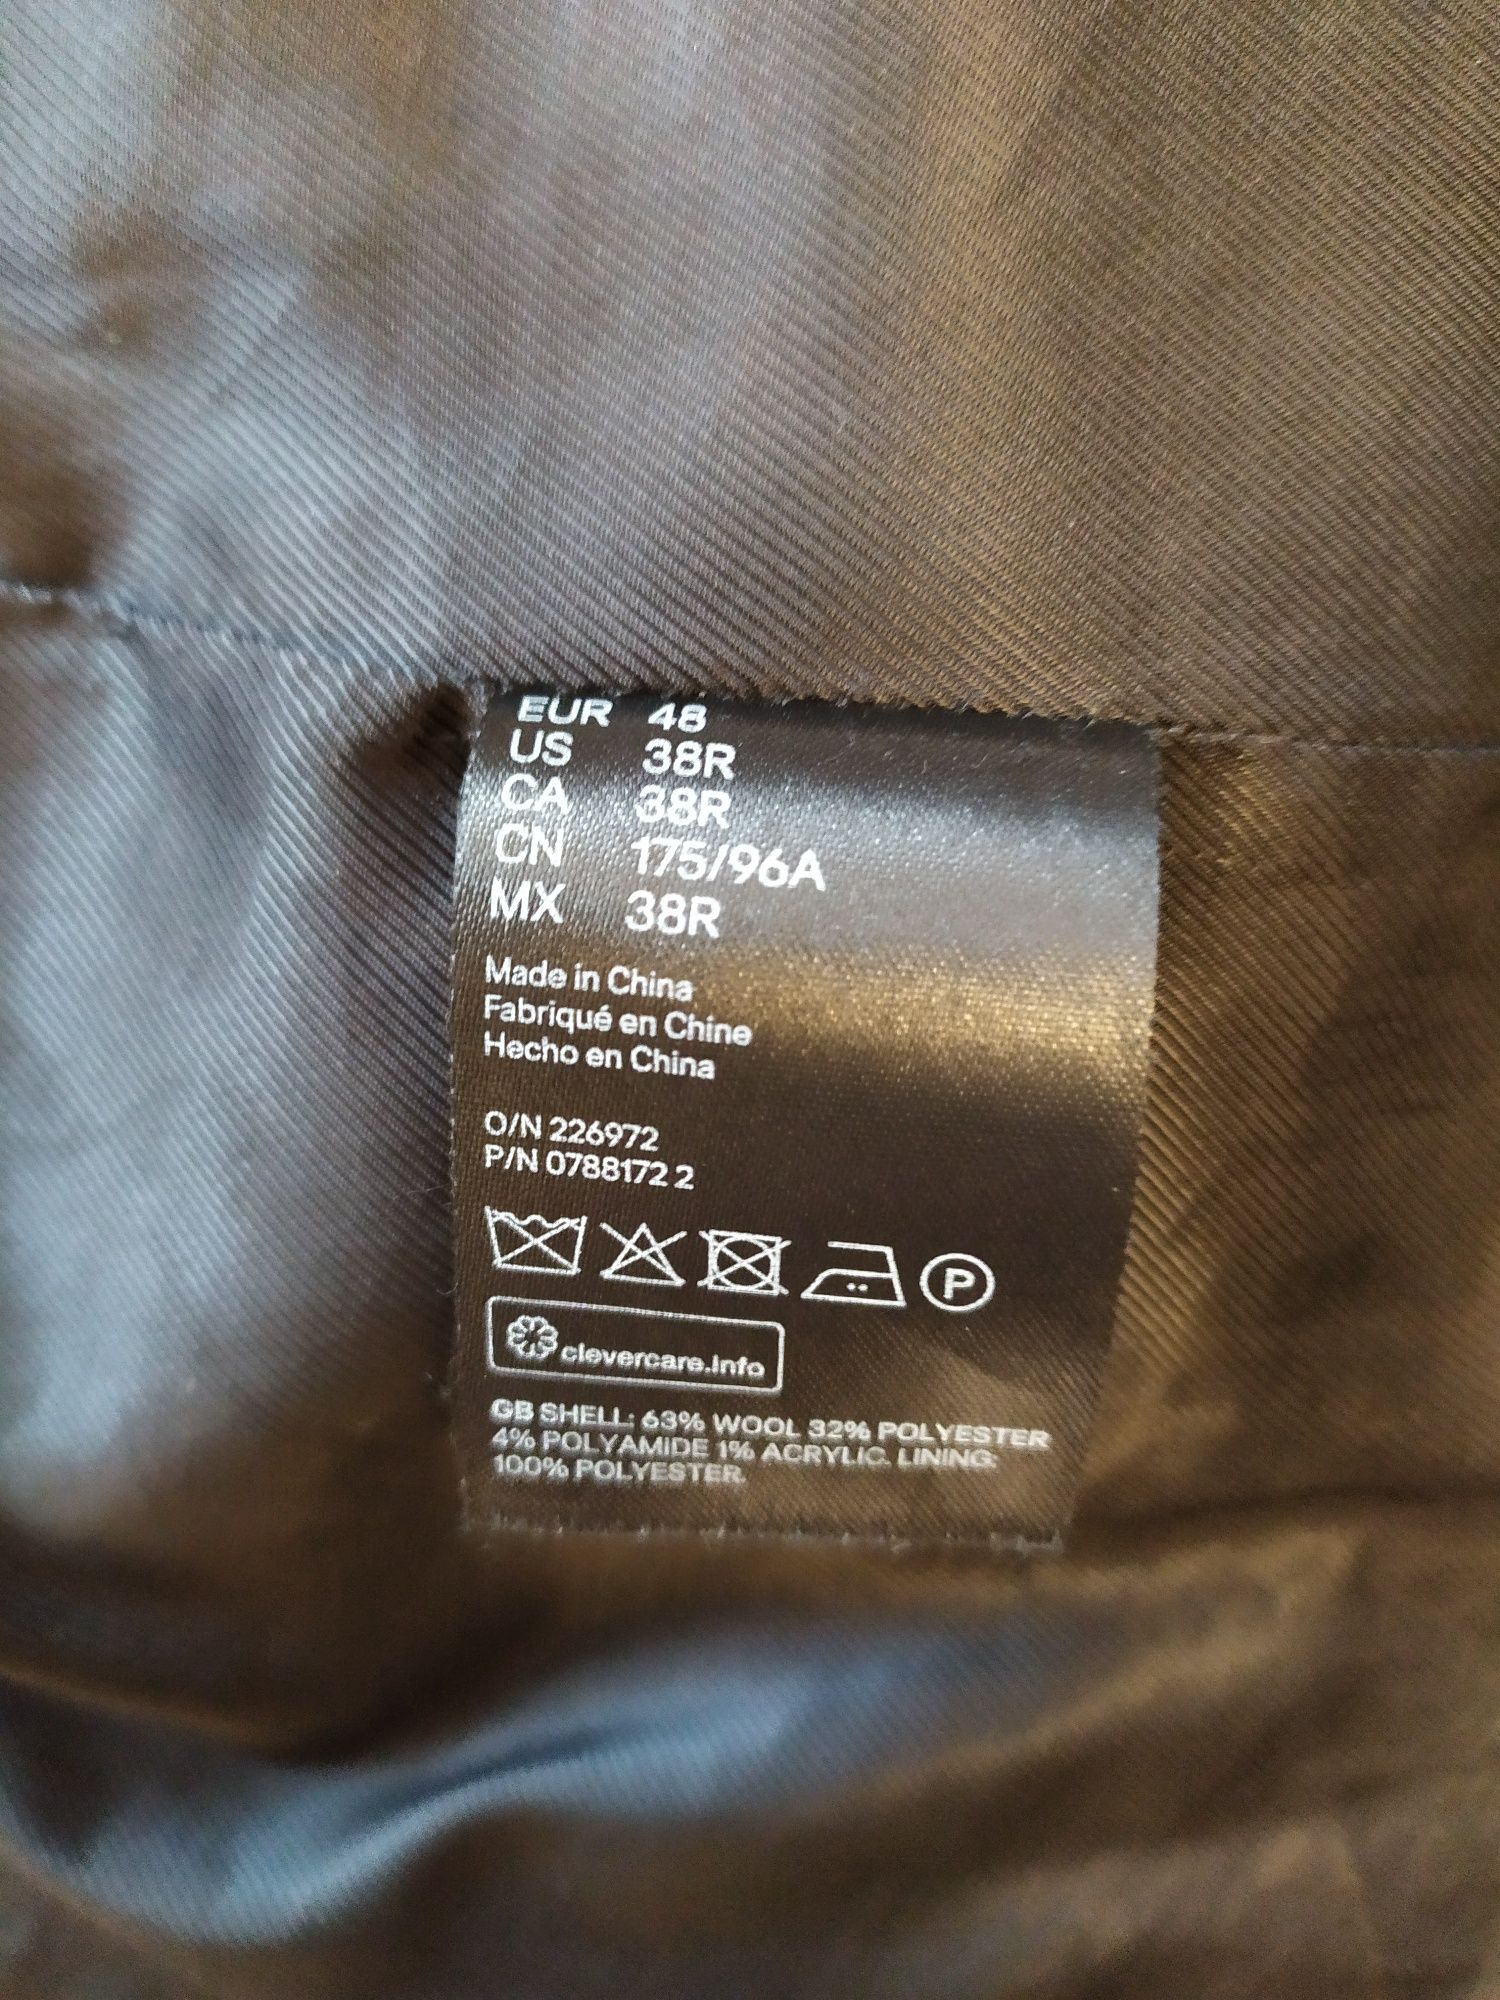 EUR 48
US 38R
CA 38R
CN 175/96A
MX 38R
Made in China
Fabriqué en Chine
Hecho en China
O/N 226972
P/N 0788172 2
P
clevercare.info
GB SHELL: 63% WOOL 32% POLYESTER
4% POLYAMIDE 1% ACRYLIC. LINING:
100% POLYESTER.